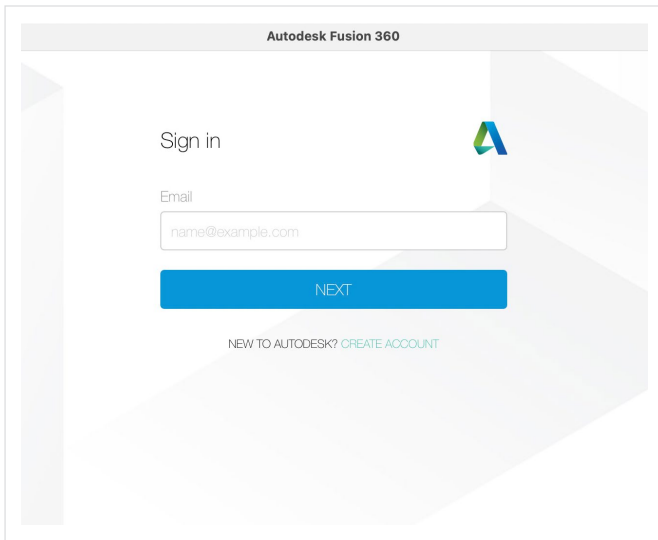 Autodesk Fusion 360
Sign in
Email
name@example.com
NEXT
NEW TO AUTODESK? CREATE ACCOUNT